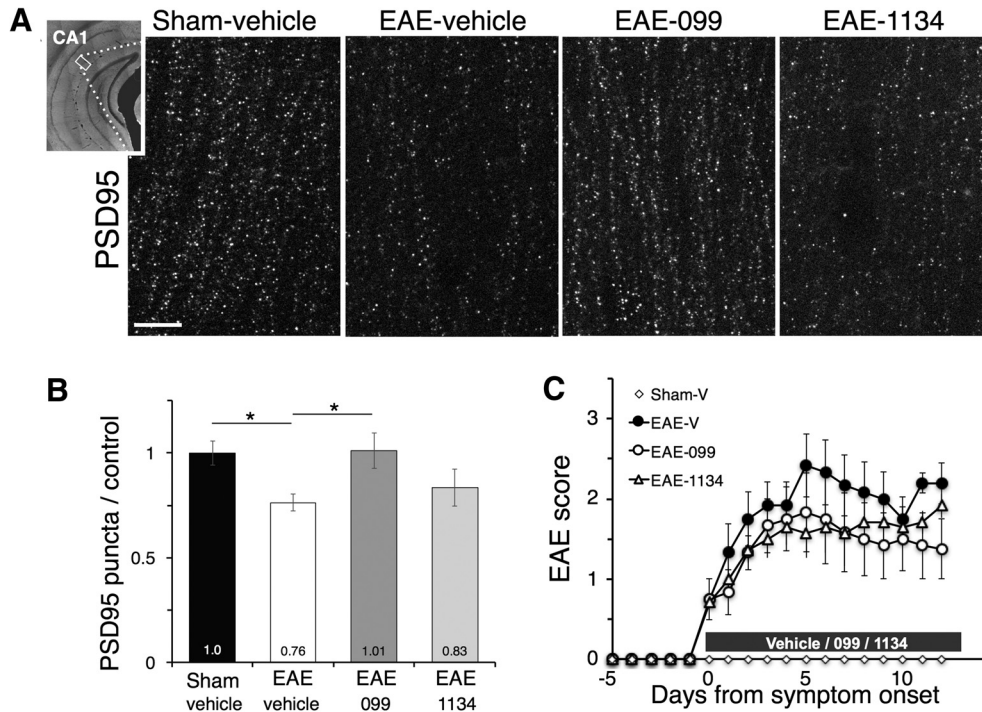 A
Sham-vehicle
EAE-vehicle
EAE-099
EAE-1134
CA1
PSD95
B
PSD95 puncta / control
1
0.5
0
*
*
1.0
0.76
1.01
0.83
Sham
vehicle
EAE
vehicle
EAE
099
EAE
1134
C
EAE score
3
2
1
0
Sham-V
EAE-V
EAE-099
EAE-1134
Vehicle / 099 / 1134
-5
0
5
10
Days from symptom onset